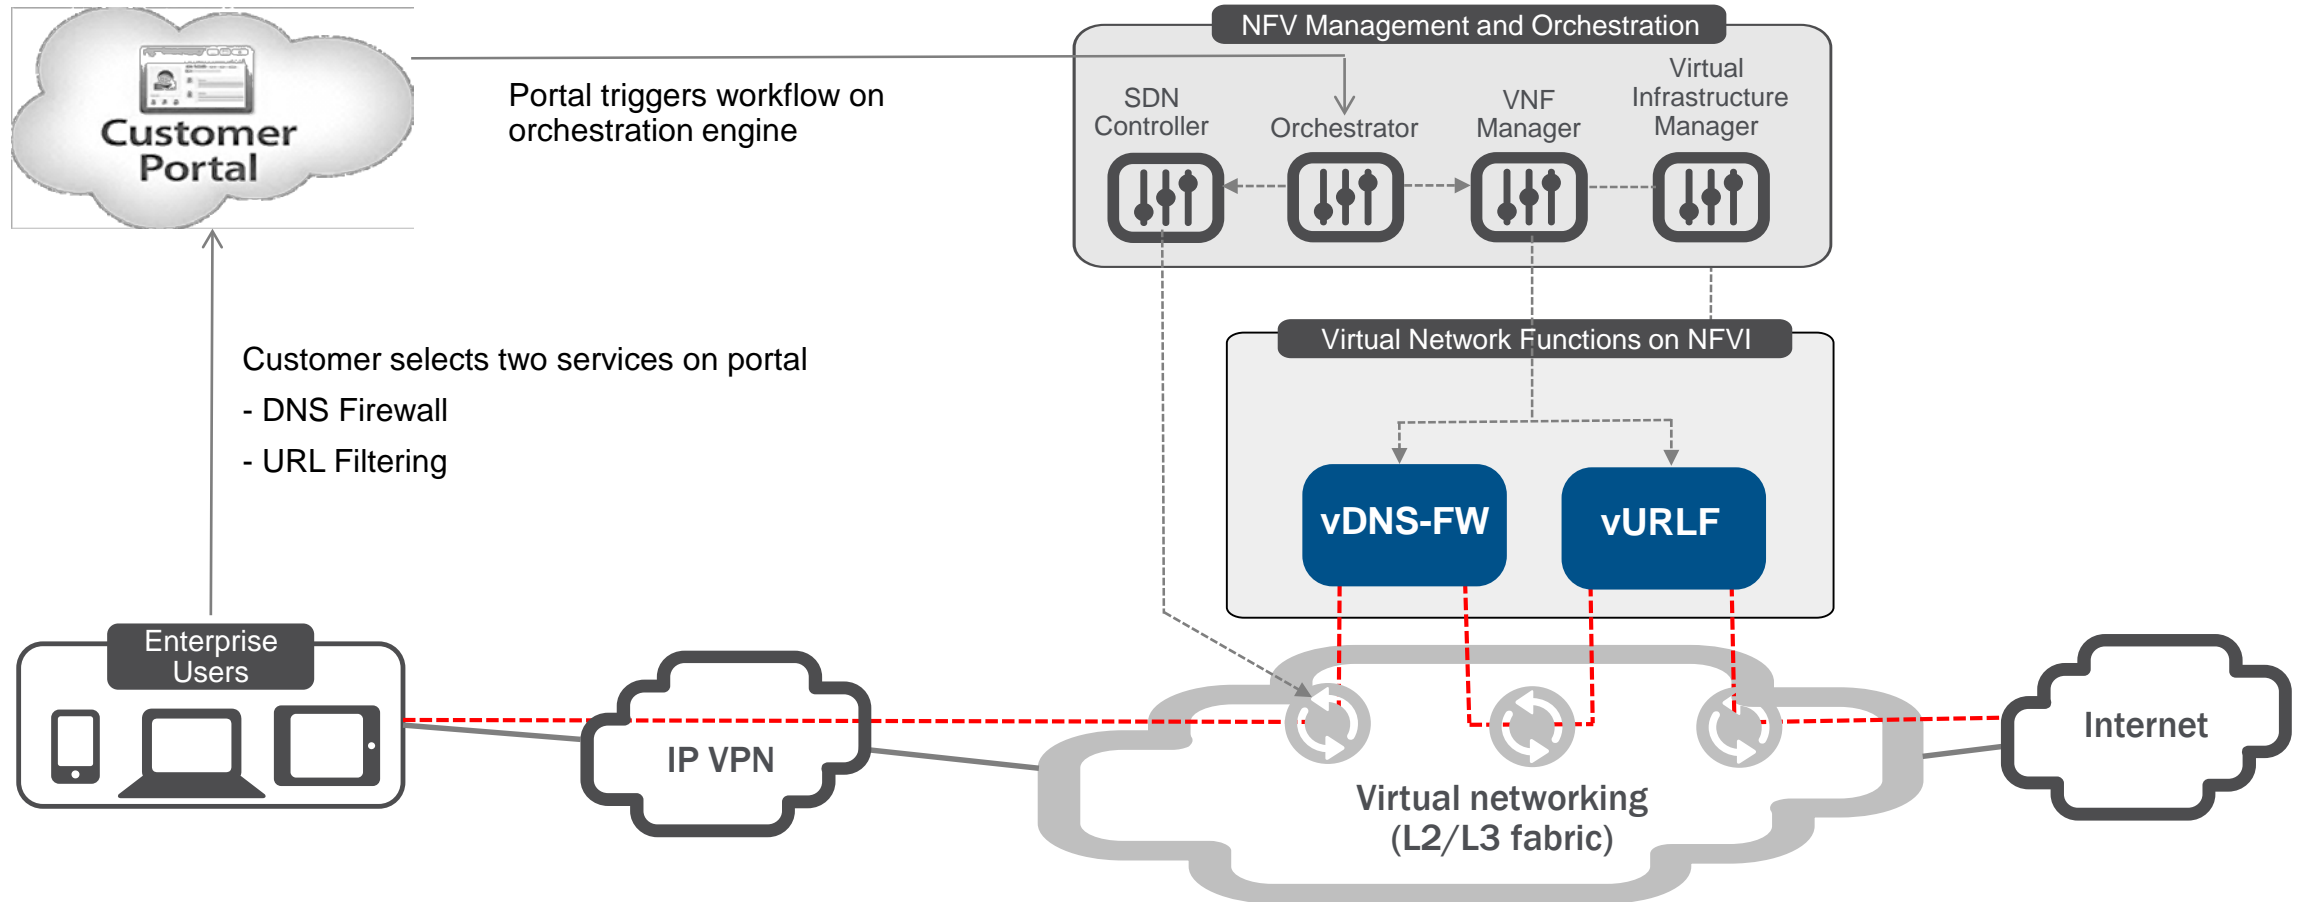 NFV Management and Orchestration
Customer
Portal
Portal triggers workflow on
orchestration engine
SDN
Controller
Orchestrator
VNF
Manager
Virtual
Infrastructure
Manager
Customer selects two services on portal
- DNS Firewall
- URL Filtering
Virtual Network Functions on NFVI
vDNS-FW
vURLF
Enterprise
Users
IP VPN
Virtual networking
(L2/L3 fabric)
Internet